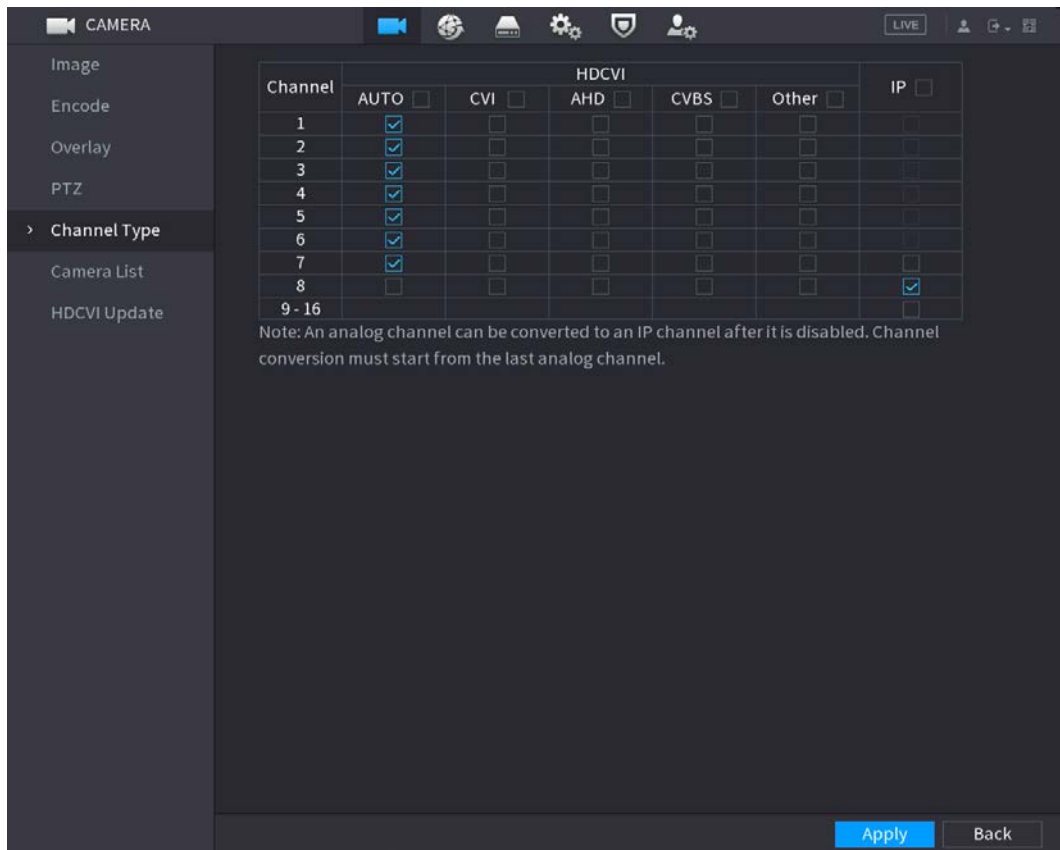 CAMERA
LIVE
Image
Encode
Overlay
PTZ
> Channel Type
Camera List
HDCVI Update
Channel HDCVI IP
AUTO CVI AHD CVBS Other
1
2
3
4
5
6
7
8
9 - 16
Note: An analog channel can be converted to an IP channel after it is disabled. Channel
conversion must start from the last analog channel.
Apply Back